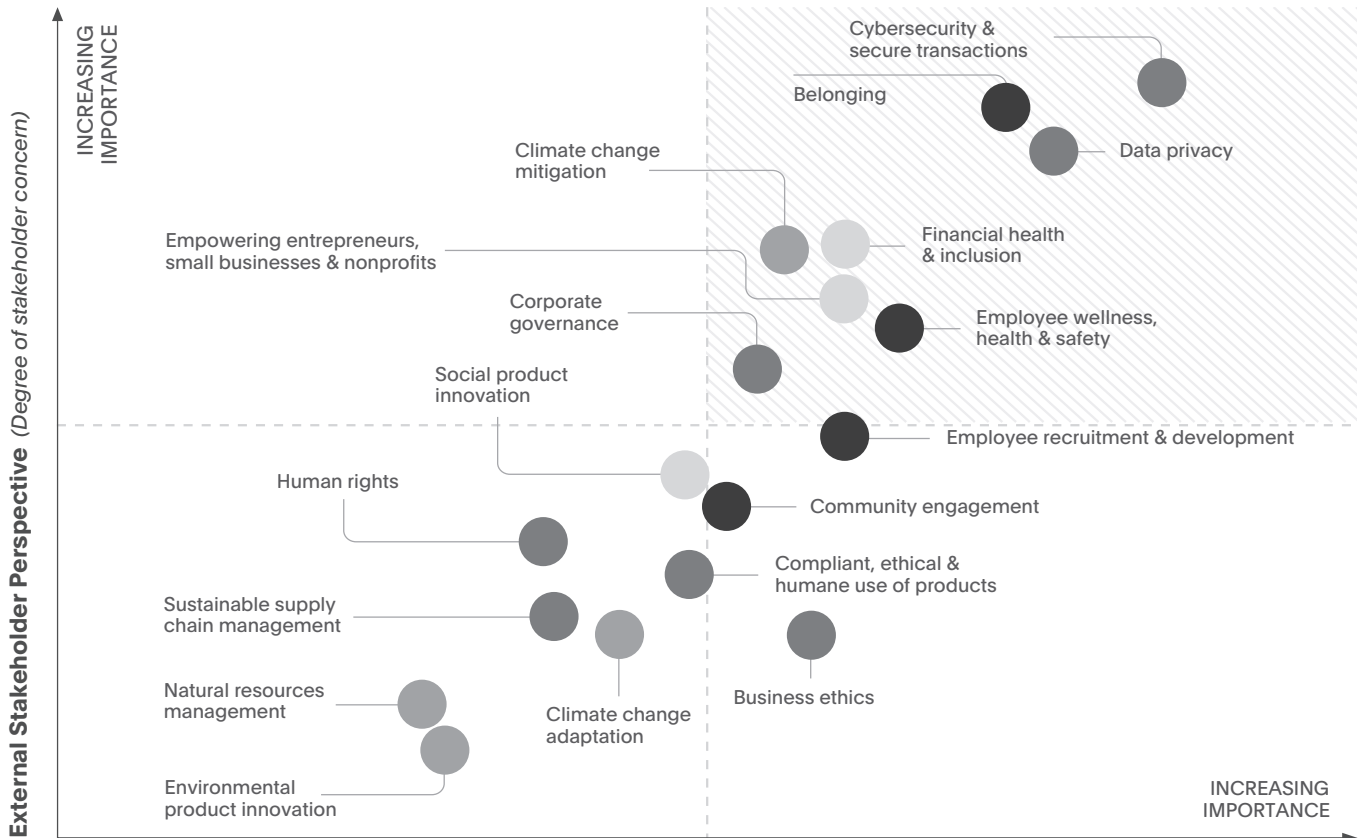 INCREASING
IMPORTANCE
External Stakeholder Perspective (Degree of stakeholder concern)
Cybersecurity &
secure transactions
Belonging
Data privacy
Climate change
mitigation
Empowering entrepreneurs,
small businesses & nonprofits
Financial health
& inclusion
Corporate
governance
Employee wellness,
health & safety
Social product
innovation
Employee recruitment & development
Human rights
Community engagement
Compliant, ethical &
humane use of products
Sustainable supply
chain management
Natural resources
management
Climate change
adaptation
Business ethics
Environmental
product innovation
INCREASING
IMPORTANCE